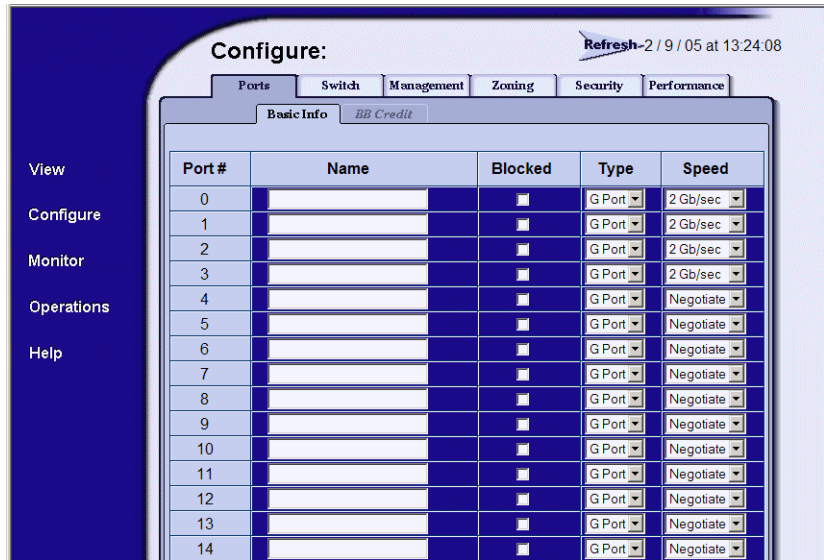 Configure:
Refresh-2 / 9 / 05 at 13:24:08
Ports Switch Management Zoning Security Performance
Basic Info BB Credit
View
Configure
Monitor
Operations
Help
Port # Name Blocked Type Speed
0 G Port 2 Gb/sec
1 G Port 2 Gb/sec
2 G Port 2 Gb/sec
3 G Port 2 Gb/sec
4 G Port Negotiate
5 G Port Negotiate
6 G Port Negotiate
7 G Port Negotiate
8 G Port Negotiate
9 G Port Negotiate
10 G Port Negotiate
11 G Port Negotiate
12 G Port Negotiate
13 G Port Negotiate
14 G Port Negotiate